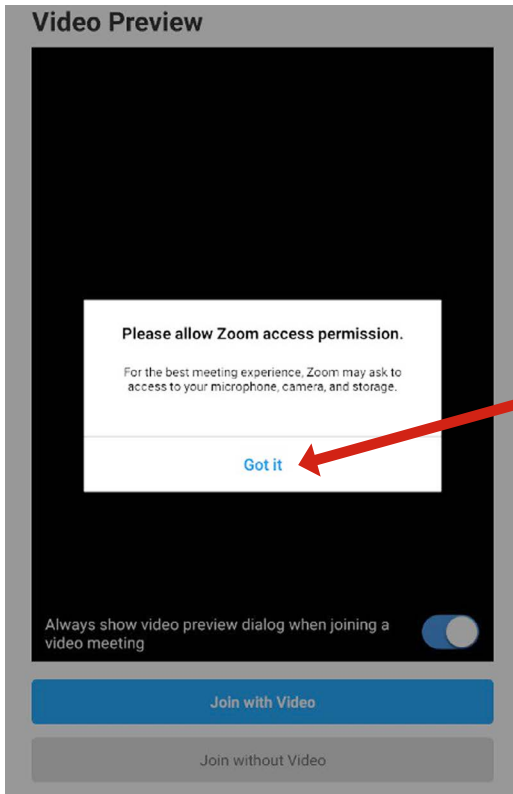 Video Preview
Please allow Zoom access permission.
For the best meeting experience, Zoom may ask to
access to your microphone, camera, and storage.
Got it
Always show video preview dialog when joining a
video meeting
Join with Video
Join without Video